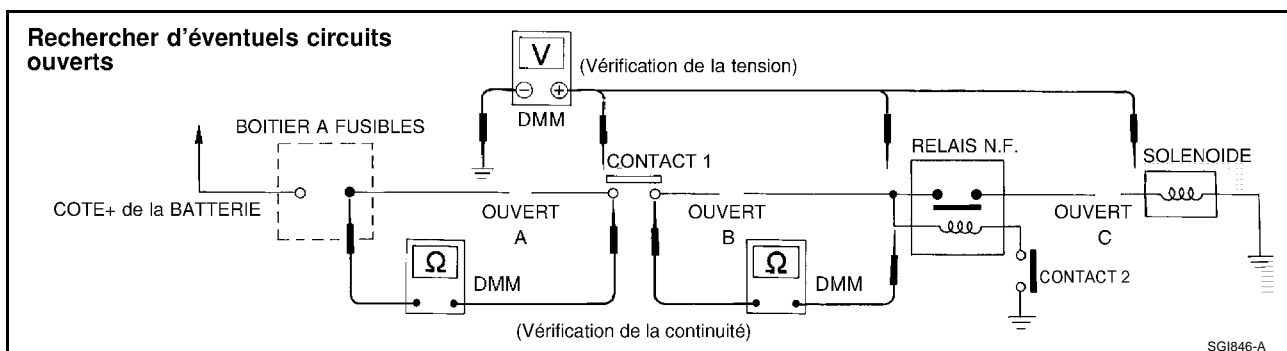 Rechercher d'éventuels circuits
ouverts
V
(Vérification de la tension)
DMM
BOITIER A FUSIBLES
CONTACT 1
RELAIS N.F.
SOLENOIDE
COTE+ de la BATTERIE
OUVERT
A
OUVERT
B
OUVERT
C
Ω
DMM
Ω
DMM
CONTACT 2
(Vérification de la continuité)
SGI846-A